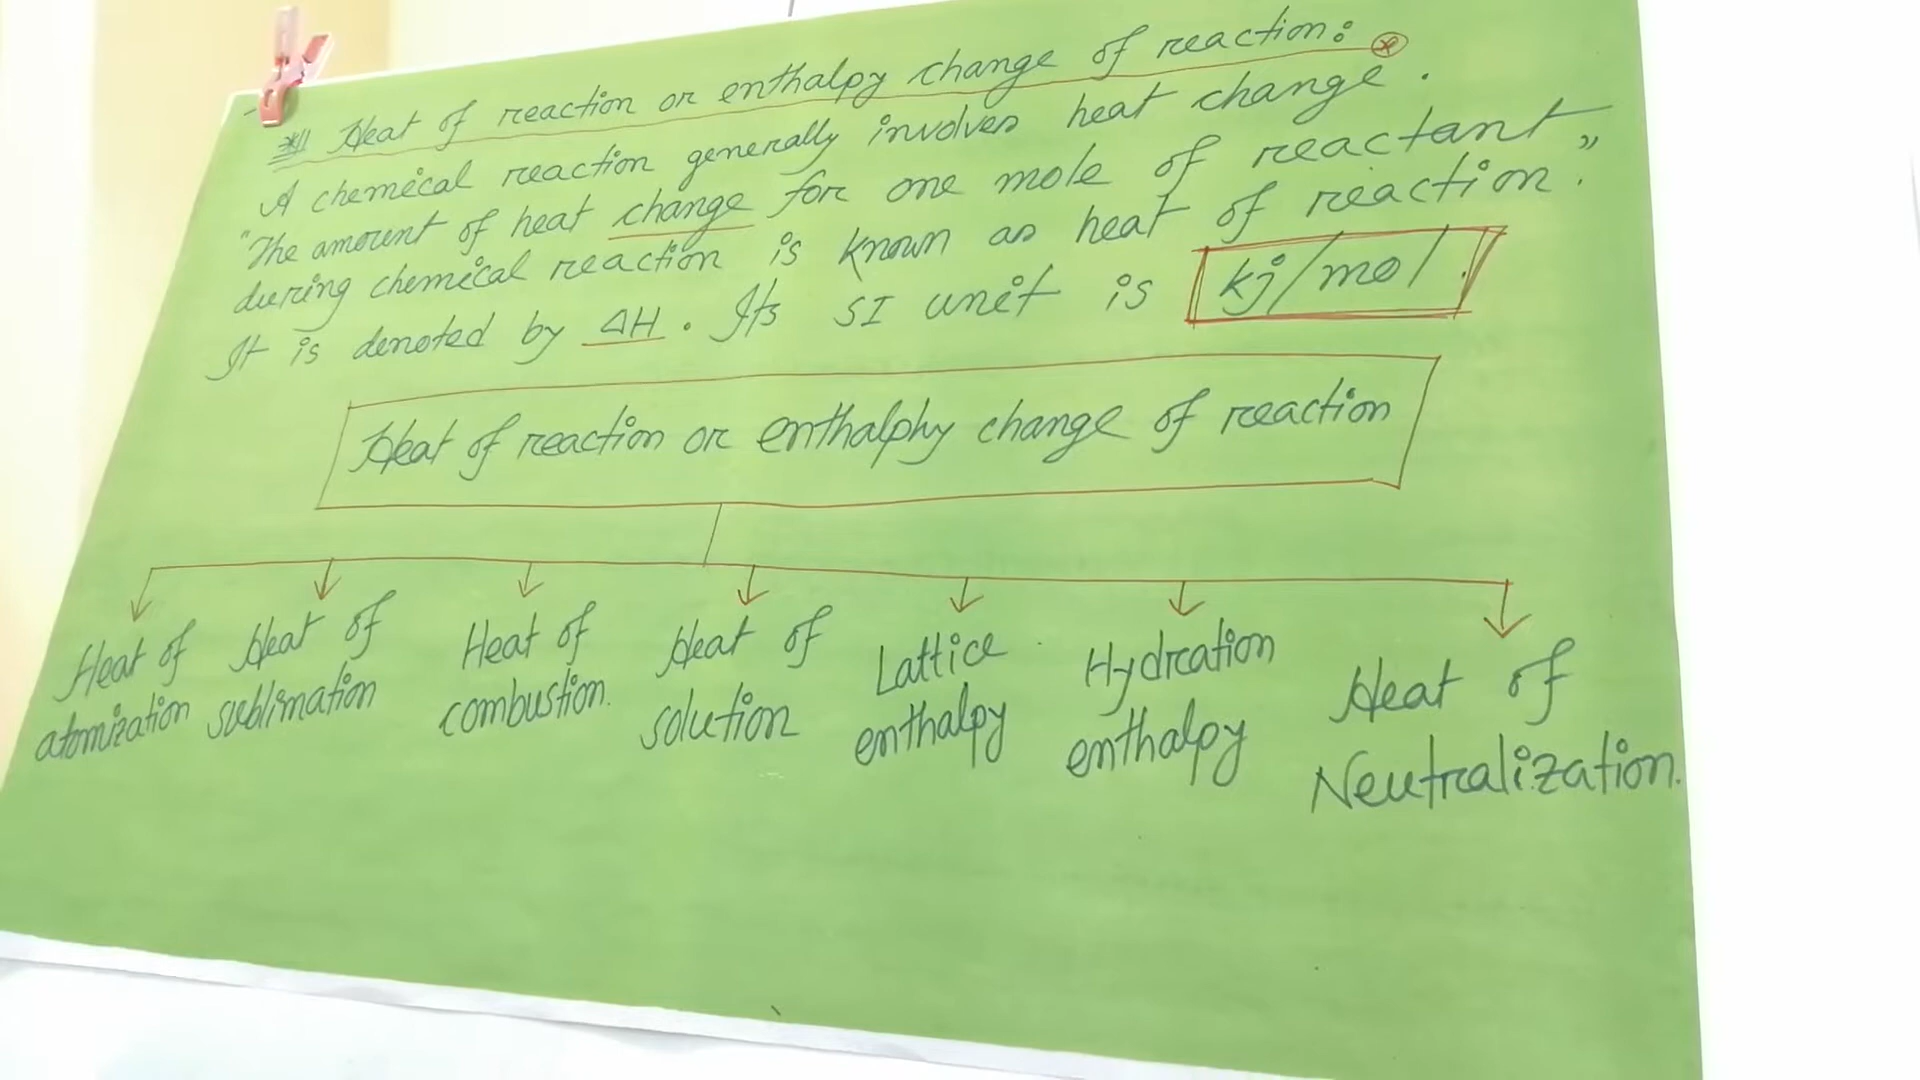 * Heat of reaction or enthalpy change of reaction:
A chemical reaction generally involves heat change.
"The amount of heat change for one mole of reactant
during chemical reaction is known as heat of reaction."
It is denoted by ΔH. Its SI unit is kj/mol.
Heat of reaction or enthalphy change of reaction
Heat of atomization
Heat of sublimation
Heat of combustion.
Heat of solution
Lattice enthalpy
Hydration enthalpy
Heat of Neutralization.